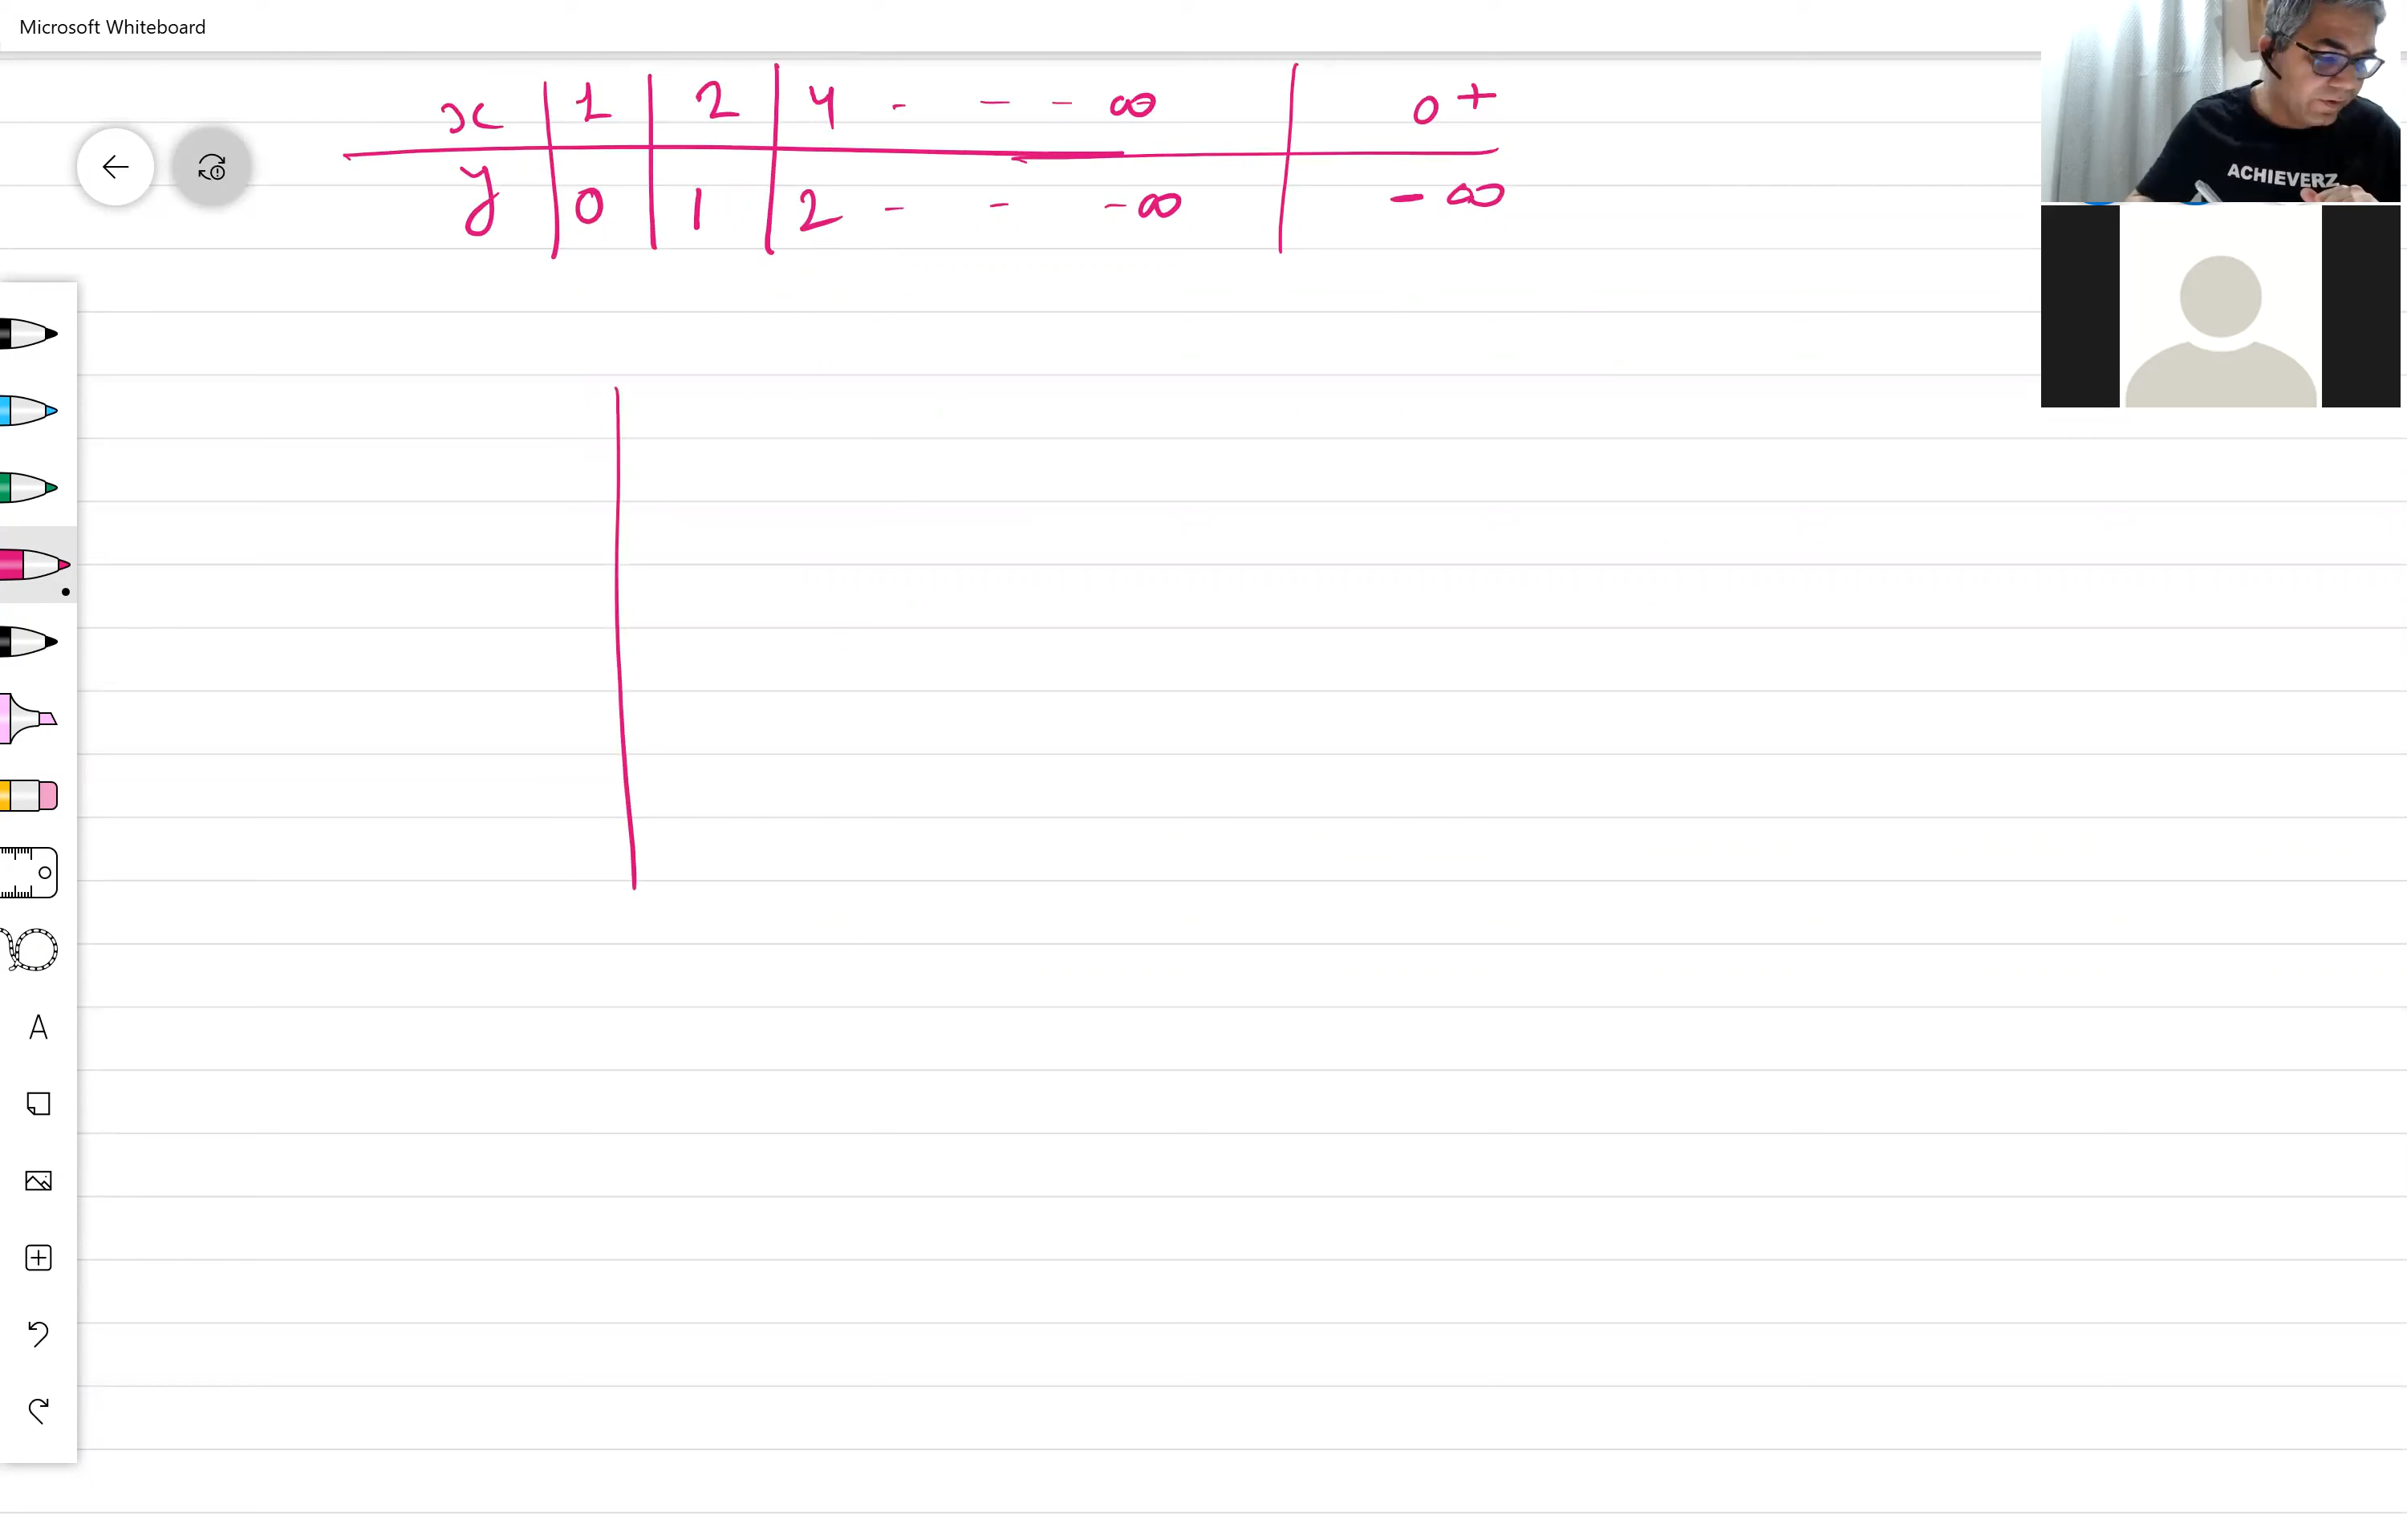 Microsoft Whiteboard
x | 1 | 2 | 4 - - - ∞ | 0+
y | 0 | 1 | 2 - - - ∞ | - ∞
ACHIEVERZ
A